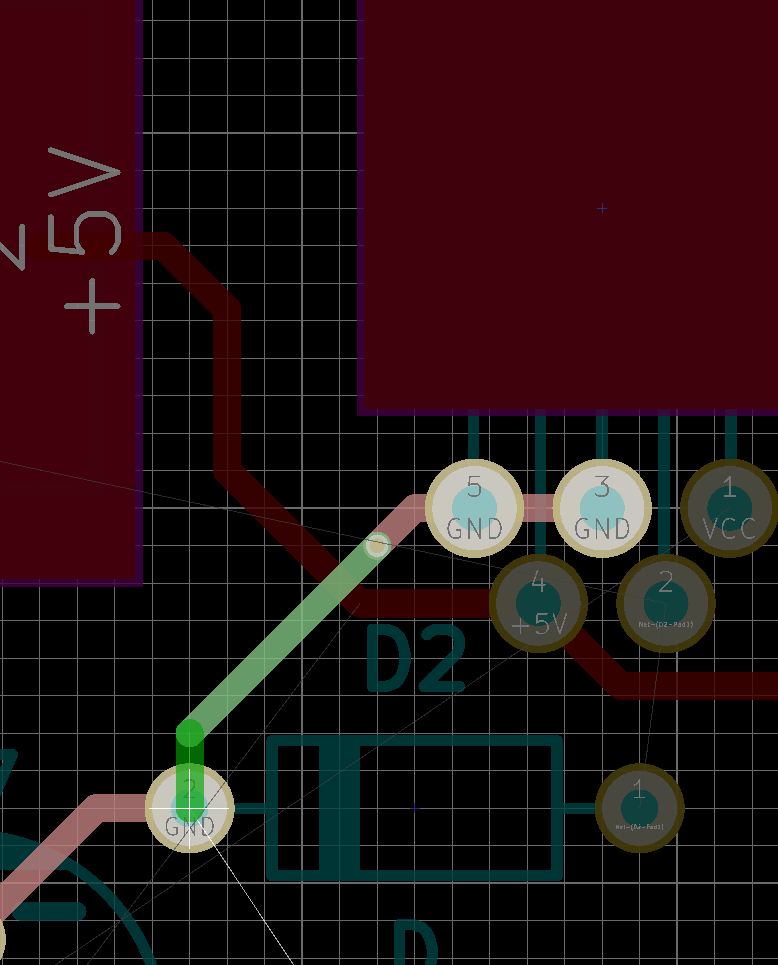 2
+5V
5
GND
3
GND
1
VCC
4
+5V
2
Net-(D2-Pad1)
D2
2
GND
1
Net-(D2-Pad1)
D